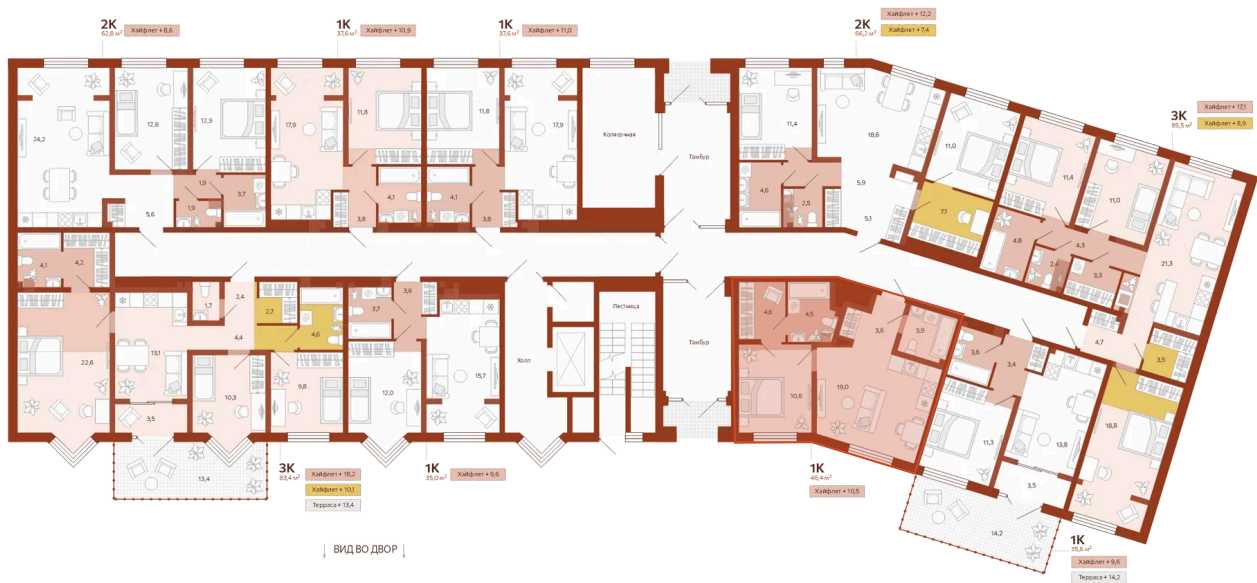 2К
62,8 м²
Хайфлет + 8,6
1К
37,6 м²
Хайфлет + 10,9
1К
37,6 м²
Хайфлет + 11,0
2К
66,2 м²
Хайфлет + 12,2
Хайфлет + 7,4
3К
85,5 м²
Хайфлет + 17,1
Хайфлет + 8,9
24,2
12,6
12,9
1,9
3,7
1,9
5,6
17,9
11,8
4,1
3,8
11,8
4,1
3,8
17,9
Колясочная
Тамбур
11,4
4,6
2,5
18,6
5,9
5,1
11,0
7,1
11,4
11,0
4,8
4,3
2,4
3,3
21,3
4,1
4,2
22,6
13,1
1,7
2,4
4,4
2,7
4,6
3,5
10,3
9,8
3,7
3,6
12,0
15,7
Холл
Лестница
Тамбур
4,6
4,5
3,6
3,9
10,8
19,0
3,6
3,4
11,3
13,8
3,5
4,7
3,5
18,8
13,4
14,2
3К
83,4 м²
Хайфлет + 18,2
Хайфлет + 10,1
Терраса + 13,4
1К
35,0 м²
Хайфлет + 9,6
1К
46,4 м²
Хайфлет + 10,5
1К
35,6 м²
Хайфлет + 9,6
Терраса + 14,2
↓ ВИД ВО ДВОР ↓